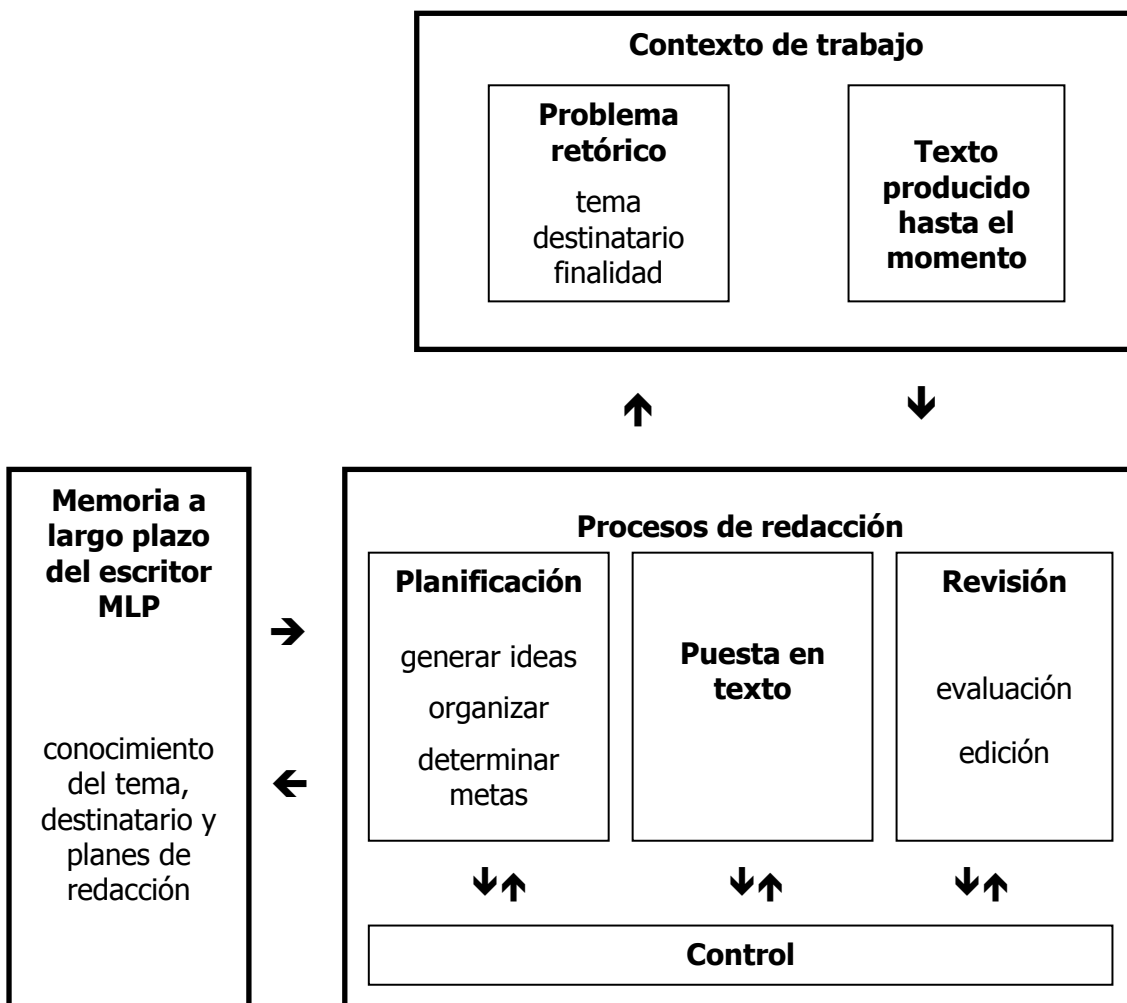 Contexto de trabajo
Problema
retórico
tema
destinatario
finalidad
Texto
producido
hasta el
momento
Memoria a
largo plazo
del escritor
MLP
conocimiento
del tema,
destinatario y
planes de
redacción
Procesos de redacción
Planificación
generar ideas
organizar
determinar
metas
Puesta en
texto
Revisión
evaluación
edición
Control